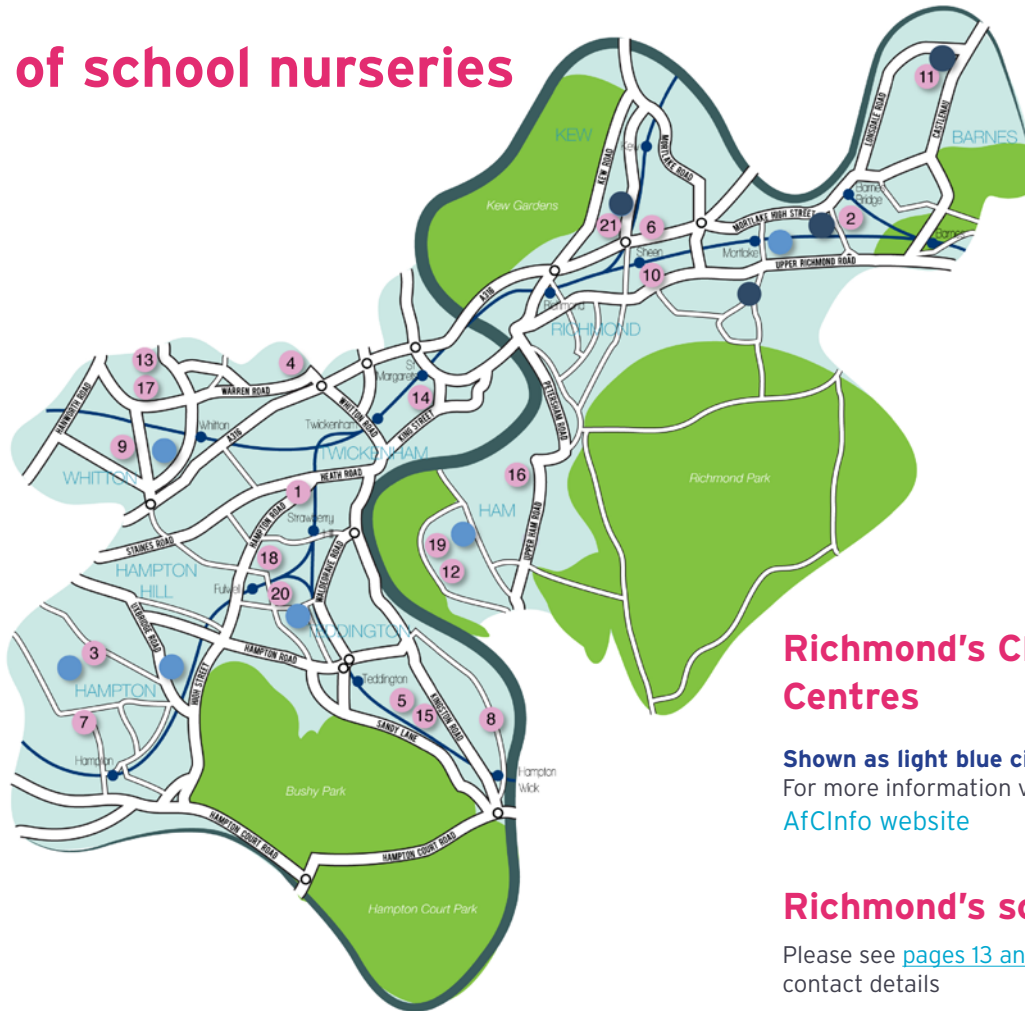 of school nurseries
11
LONSDALE ROAD
CASTLENAU
BARNES
KEW
KEW ROAD
Kew
MORTLAKE ROAD
Kew Gardens
Barnes
Bridge
21
6
MORTLAKE HIGH STREET
2
Sheen
Mortlake
Barnes
UPPER RICHMOND ROAD
10
A316
Richmond
RICHMOND
13
4
17
WARREN ROAD
St
Margarets
14
HANWORTH ROAD
WHITTON ROAD
KING STREET
PETERSHAM ROAD
Whitton
A316
Twickenham
TWICKENHAM
9
WHITTON
HEATH ROAD
16
Richmond Park
1
HAM
HAMPTON ROAD
Strawberry
Hill
STAINES ROAD
UPPER HAM ROAD
18
WALDEGRAVE ROAD
19
12
HAMPTON
HILL
Fulwell
20
UXBRIDGE ROAD
TEDDINGTON
HAMPTON ROAD
3
HAMPTON
HIGH STREET
Teddington
5
15
KINGSTON ROAD
8
7
SANDY LANE
Hampton
Hampton
Wick
Bushy Park
HAMPTON COURT ROAD
HAMPTON COURT ROAD
Hampton Court Park
Richmond's C
Centres
Shown as light blue ci
For more information v
AfCInfo website
Richmond's sc
Please see pages 13 an
contact details